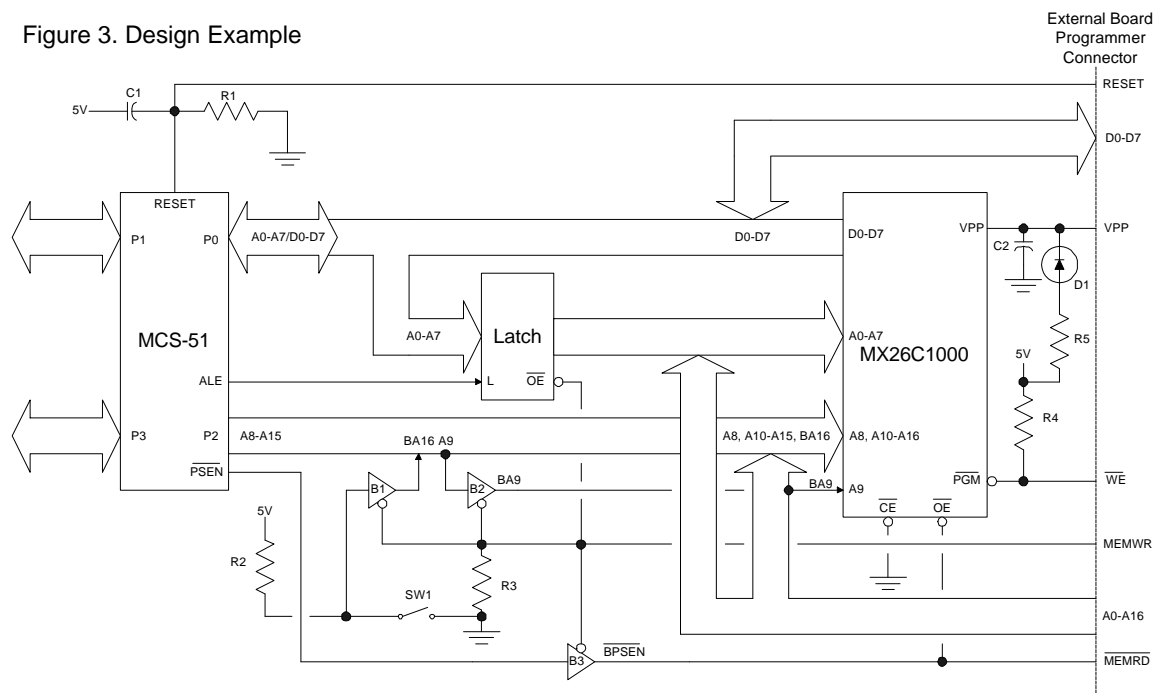 Figure 3. Design Example
External Board
Programmer
Connector
RESET
C1
R1
5V
D0-D7
RESET
P1
P0
A0-A7/D0-D7
D0-D7
D0-D7
VPP
VPP
C2
D1
MCS-51
A0-A7
Latch
A0-A7
MX26C1000
R5
5V
ALE
L
OE
R4
P3
P2
A8-A15
BA16 A9
A8, A10-A15, BA16
A8, A10-A16
PSEN
B1
B2
BA9
BA9
A9
PGM
WE
CE
OE
5V
MEMWR
R2
R3
SW1
A0-A16
BPSEN
B3
MEMRD